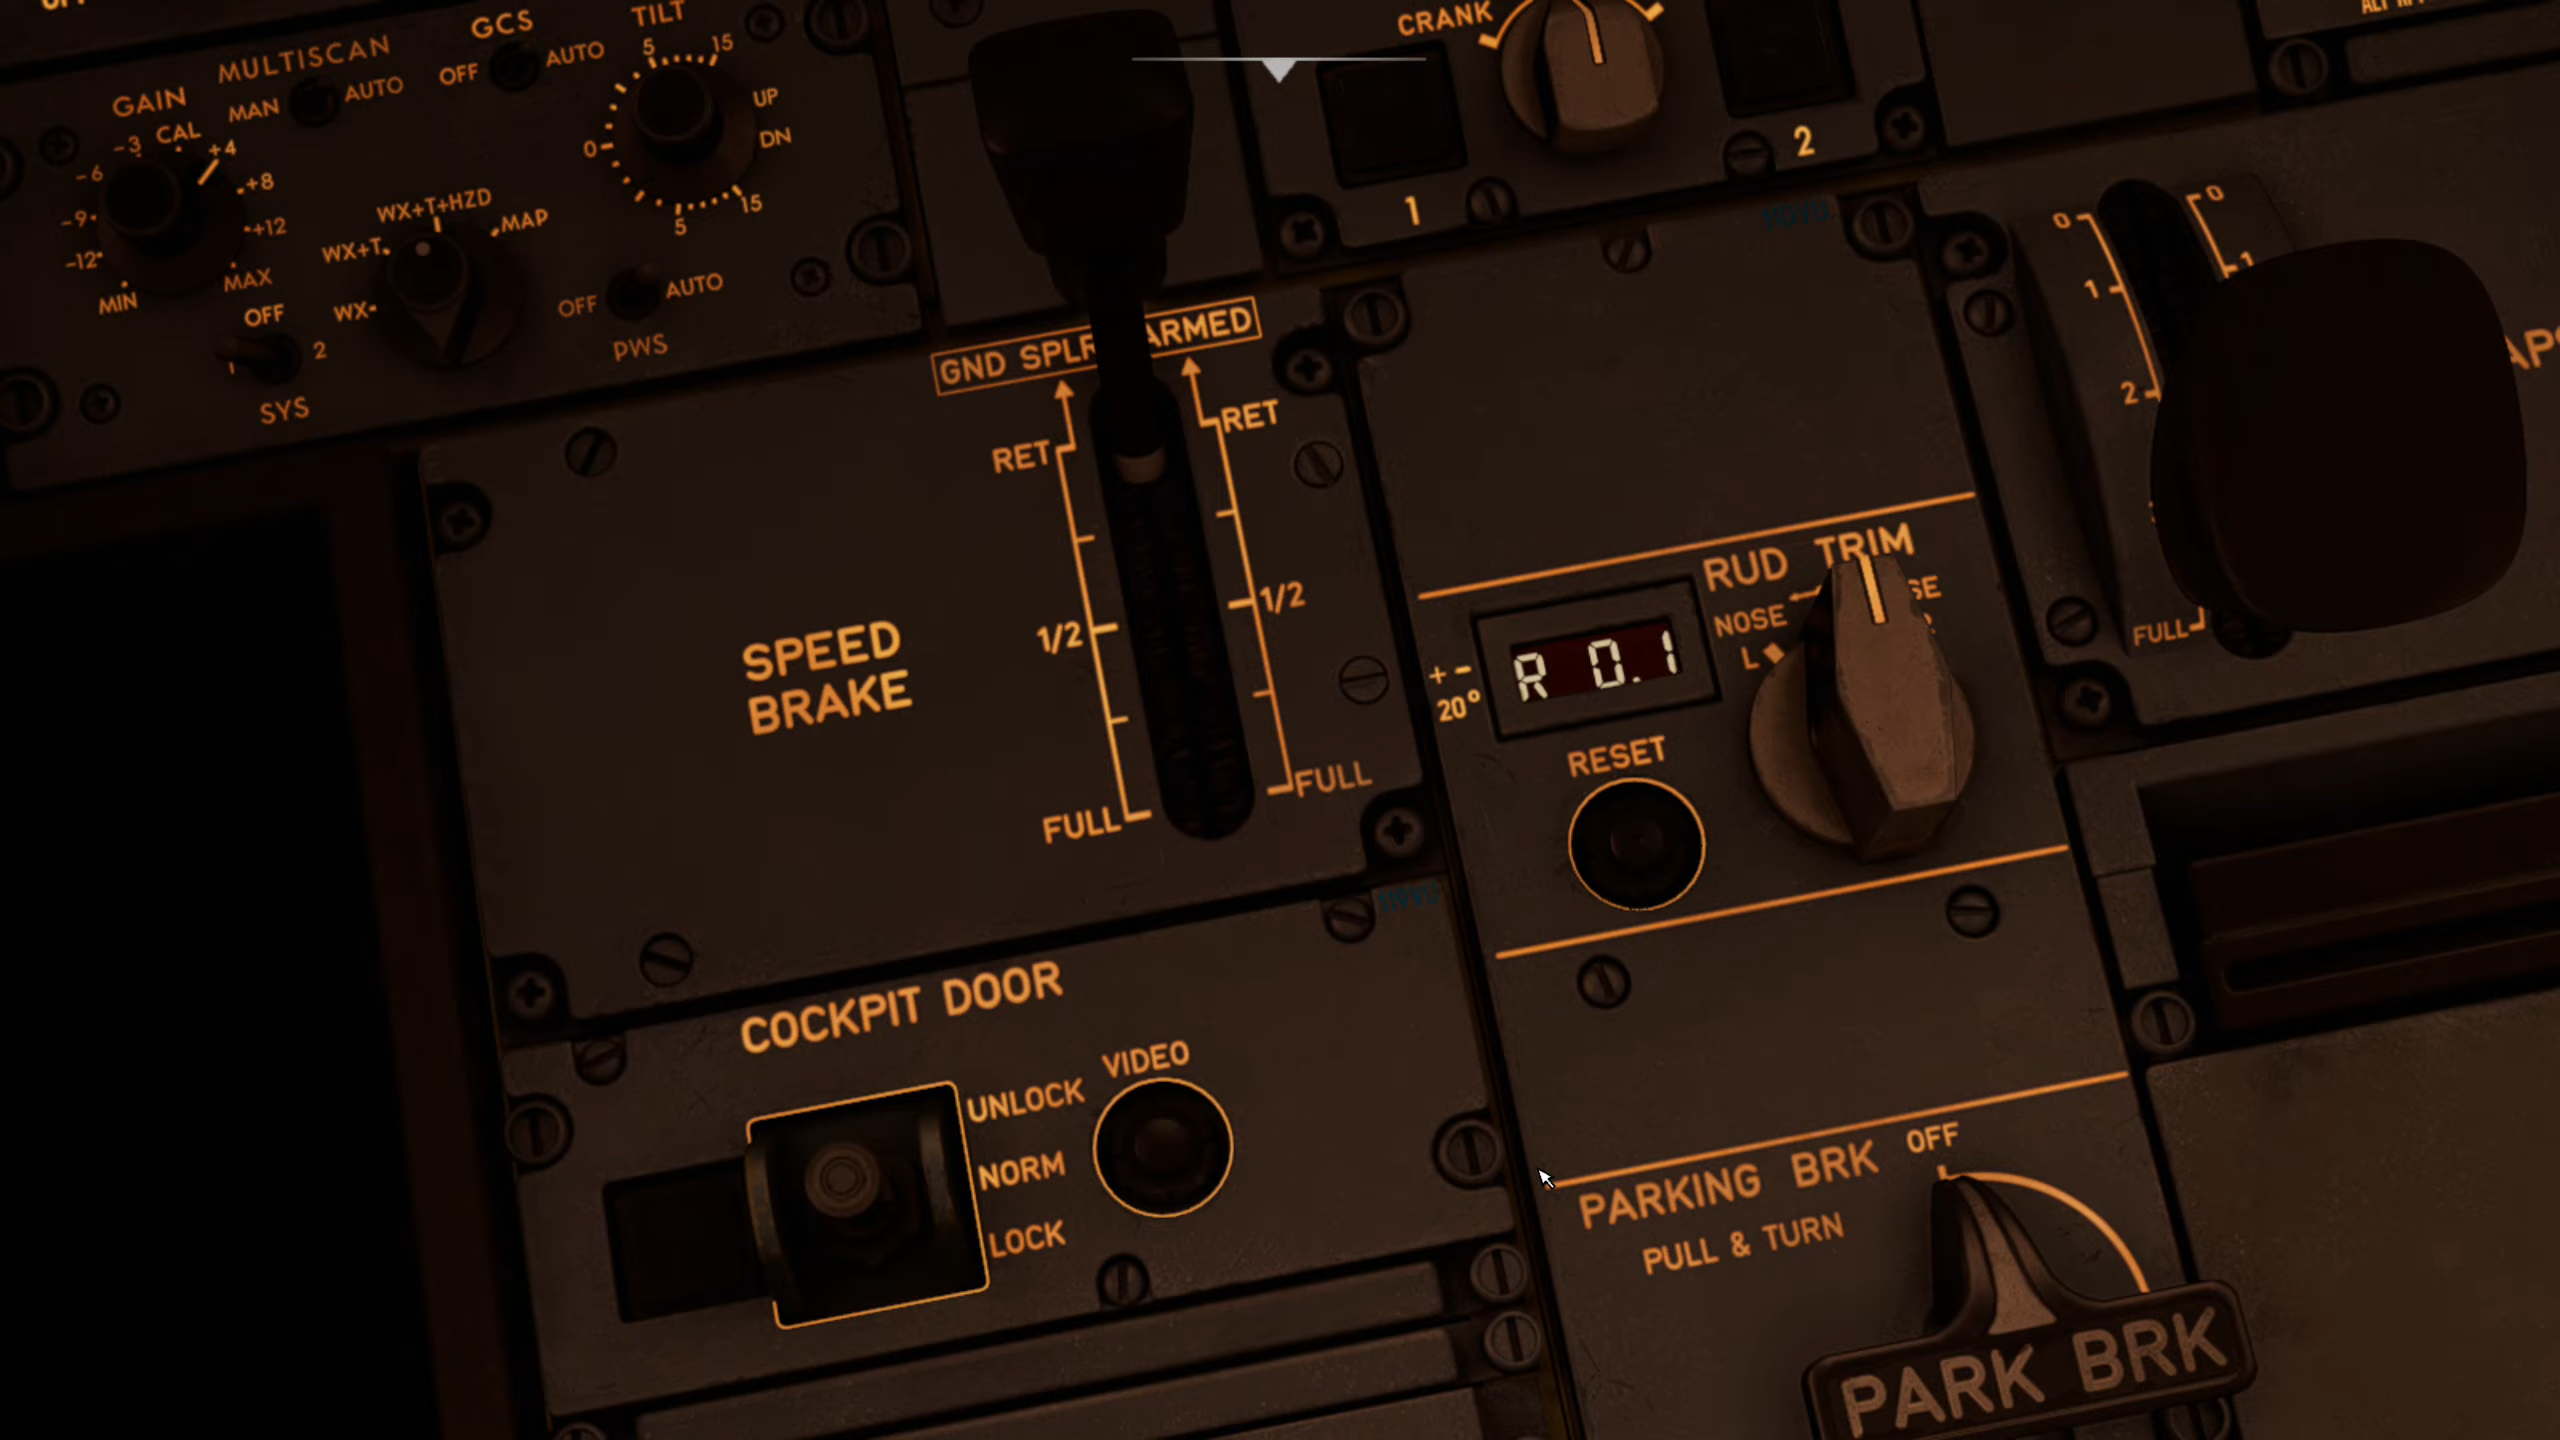 GCS
TILT
MULTISCAN
OFF AUTO
5 15
GAIN
MAN AUTO
UP
CAL
DN
-3 +4
0
-6 +8
-9 +12
-12 MAX
MIN
5 15
WX+T+HZD
WX+T MAP
WX
OFF
1 2
SYS
OFF AUTO
PWS
CRANK
1
2
GND SPLR ARMED
RET RET
1/2 1/2
FULL FULL
SPEED
BRAKE
0 0
1 1
2
FULL
RUD TRIM
NOSE
L
+ -
20°
R 0.1
RESET
COCKPIT DOOR
UNLOCK
NORM
LOCK
VIDEO
PARKING BRK OFF
PULL & TURN
PARK BRK